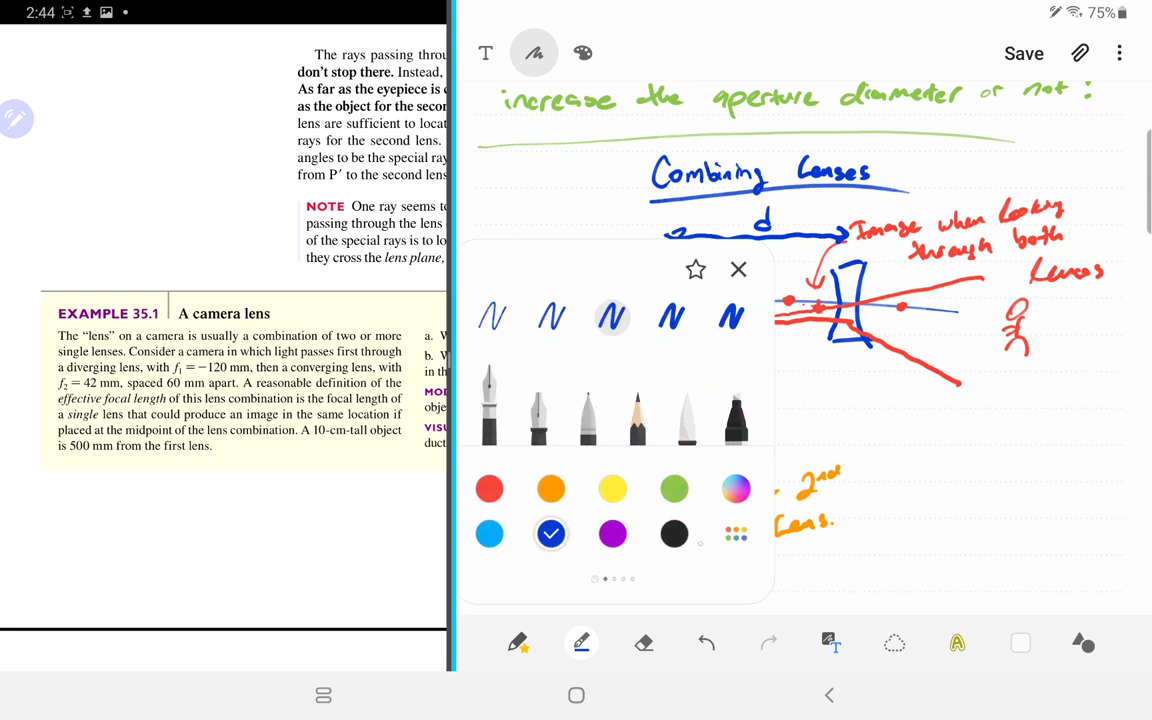 2:44
75%
The rays passing throu
don't stop there. Instead,
As far as the eyepiece is c
as the object for the secor
lens are sufficient to locat
rays for the second lens.
angles to be the special ray
from P′ to the second lens
NOTE One ray seems to
passing through the lens
of the special rays is to lo
they cross the lens plane,
EXAMPLE 35.1 A camera lens
The “lens” on a camera is usually a combination of two or more
single lenses. Consider a camera in which light passes first through
a diverging lens, with f₁ = −120 mm, then a converging lens, with
f₂ = 42 mm, spaced 60 mm apart. A reasonable definition of the
effective focal length of this lens combination is the focal length of
a single lens that could produce an image in the same location if
placed at the midpoint of the lens combination. A 10-cm-tall object
is 500 mm from the first lens.
a. V
b. V
in th
MOD
obje
VISU
duct
T
Save
increase the aperture diameter or not:
Combining Lenses
d
Image when Looking
through both
Lenses
2nd
Lens.
A
T